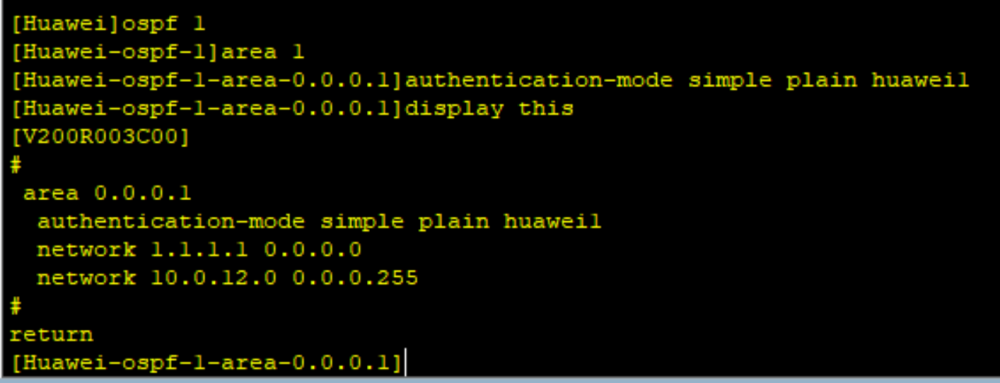 [Huawei]ospf 1
[Huawei-ospf-1]area 1
[Huawei-ospf-1-area-0.0.0.1]authentication-mode simple plain huawei1
[Huawei-ospf-1-area-0.0.0.1]display this
[V200R003C00]
#
 area 0.0.0.1
  authentication-mode simple plain huawei1
  network 1.1.1.1 0.0.0.0
  network 10.0.12.0 0.0.0.255
#
return
[Huawei-ospf-1-area-0.0.0.1]